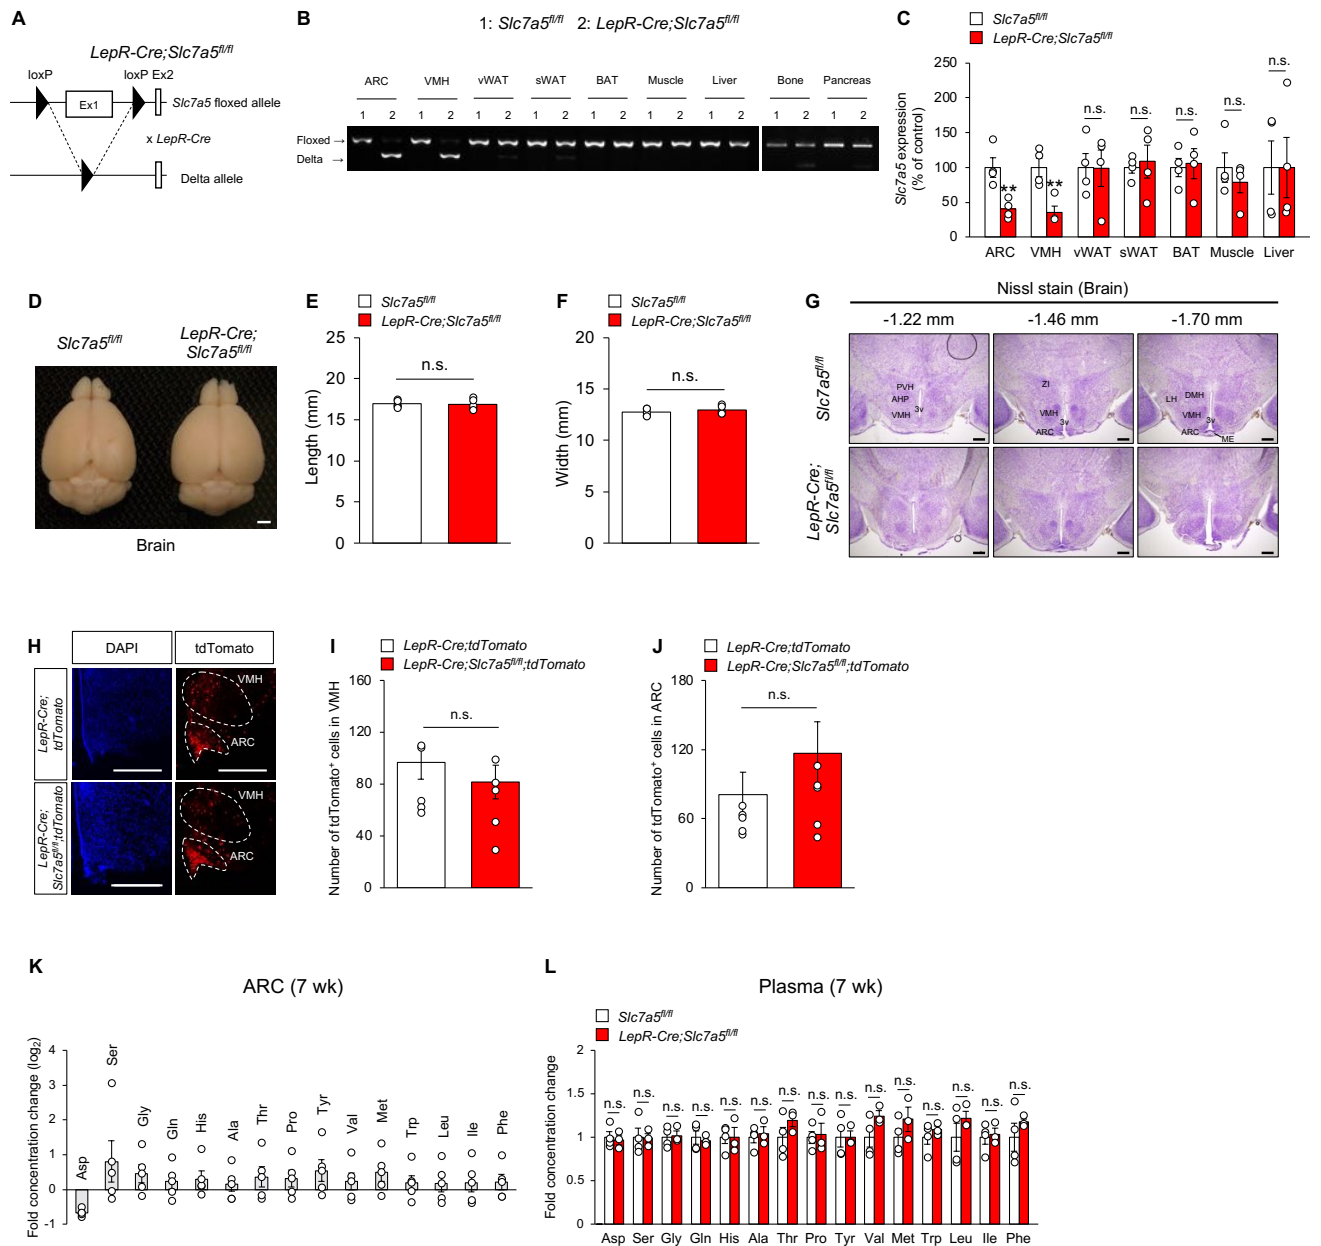 A
LepR-Cre;Slc7a5fl/fl
loxP loxP Ex2
Ex1 Slc7a5 floxed allele
x LepR-Cre
Delta allele
B
1: Slc7a5fl/fl 2: LepR-Cre;Slc7a5fl/fl
ARC VMH vWAT sWAT BAT Muscle Liver Bone Pancreas
1 2 1 2 1 2 1 2 1 2 1 2 1 2 1 2 1 2
Floxed →
Delta →
C
Slc7a5fl/fl
LepR-Cre;Slc7a5fl/fl
Slc7a5 expression
(% of control)
250
200
150
100
50
0
** ** n.s. n.s. n.s. n.s. n.s.
ARC VMH vWAT sWAT BAT Muscle Liver
D
Slc7a5fl/fl LepR-Cre;
Slc7a5fl/fl
Brain
E
Slc7a5fl/fl
LepR-Cre;Slc7a5fl/fl
Length (mm)
25
20
15
10
5
0
n.s.
F
Slc7a5fl/fl
LepR-Cre;Slc7a5fl/fl
Width (mm)
20
15
10
5
0
n.s.
G
Nissl stain (Brain)
-1.22 mm -1.46 mm -1.70 mm
Slc7a5fl/fl
PVH
AHP
VMH
3v
ZI
VMH
3v
ARC
LH DMH
VMH
3v
ARC
ME
LepR-Cre;
Slc7a5fl/fl
H
DAPI tdTomato
LepR-Cre;
tdTomato
VMH
ARC
LepR-Cre;
Slc7a5fl/fl;tdTomato
VMH
ARC
I
LepR-Cre;tdTomato
LepR-Cre;Slc7a5fl/fl;tdTomato
Number of tdTomato+ cells in VMH
160
120
80
40
0
n.s.
J
LepR-Cre;tdTomato
LepR-Cre;Slc7a5fl/fl;tdTomato
Number of tdTomato+ cells in ARC
180
120
60
0
n.s.
K
ARC (7 wk)
Fold concentration change (log2)
4
3
2
1
0
-1
Asp Ser Gly Gln His Ala Thr Pro Tyr Val Met Trp Leu Ile Phe
L
Plasma (7 wk)
Slc7a5fl/fl
LepR-Cre;Slc7a5fl/fl
Fold concentration change
2
1.5
1
0.5
0
n.s. n.s. n.s. n.s. n.s. n.s. n.s. n.s. n.s. n.s. n.s. n.s. n.s. n.s. n.s.
Asp Ser Gly Gln His Ala Thr Pro Tyr Val Met Trp Leu Ile Phe